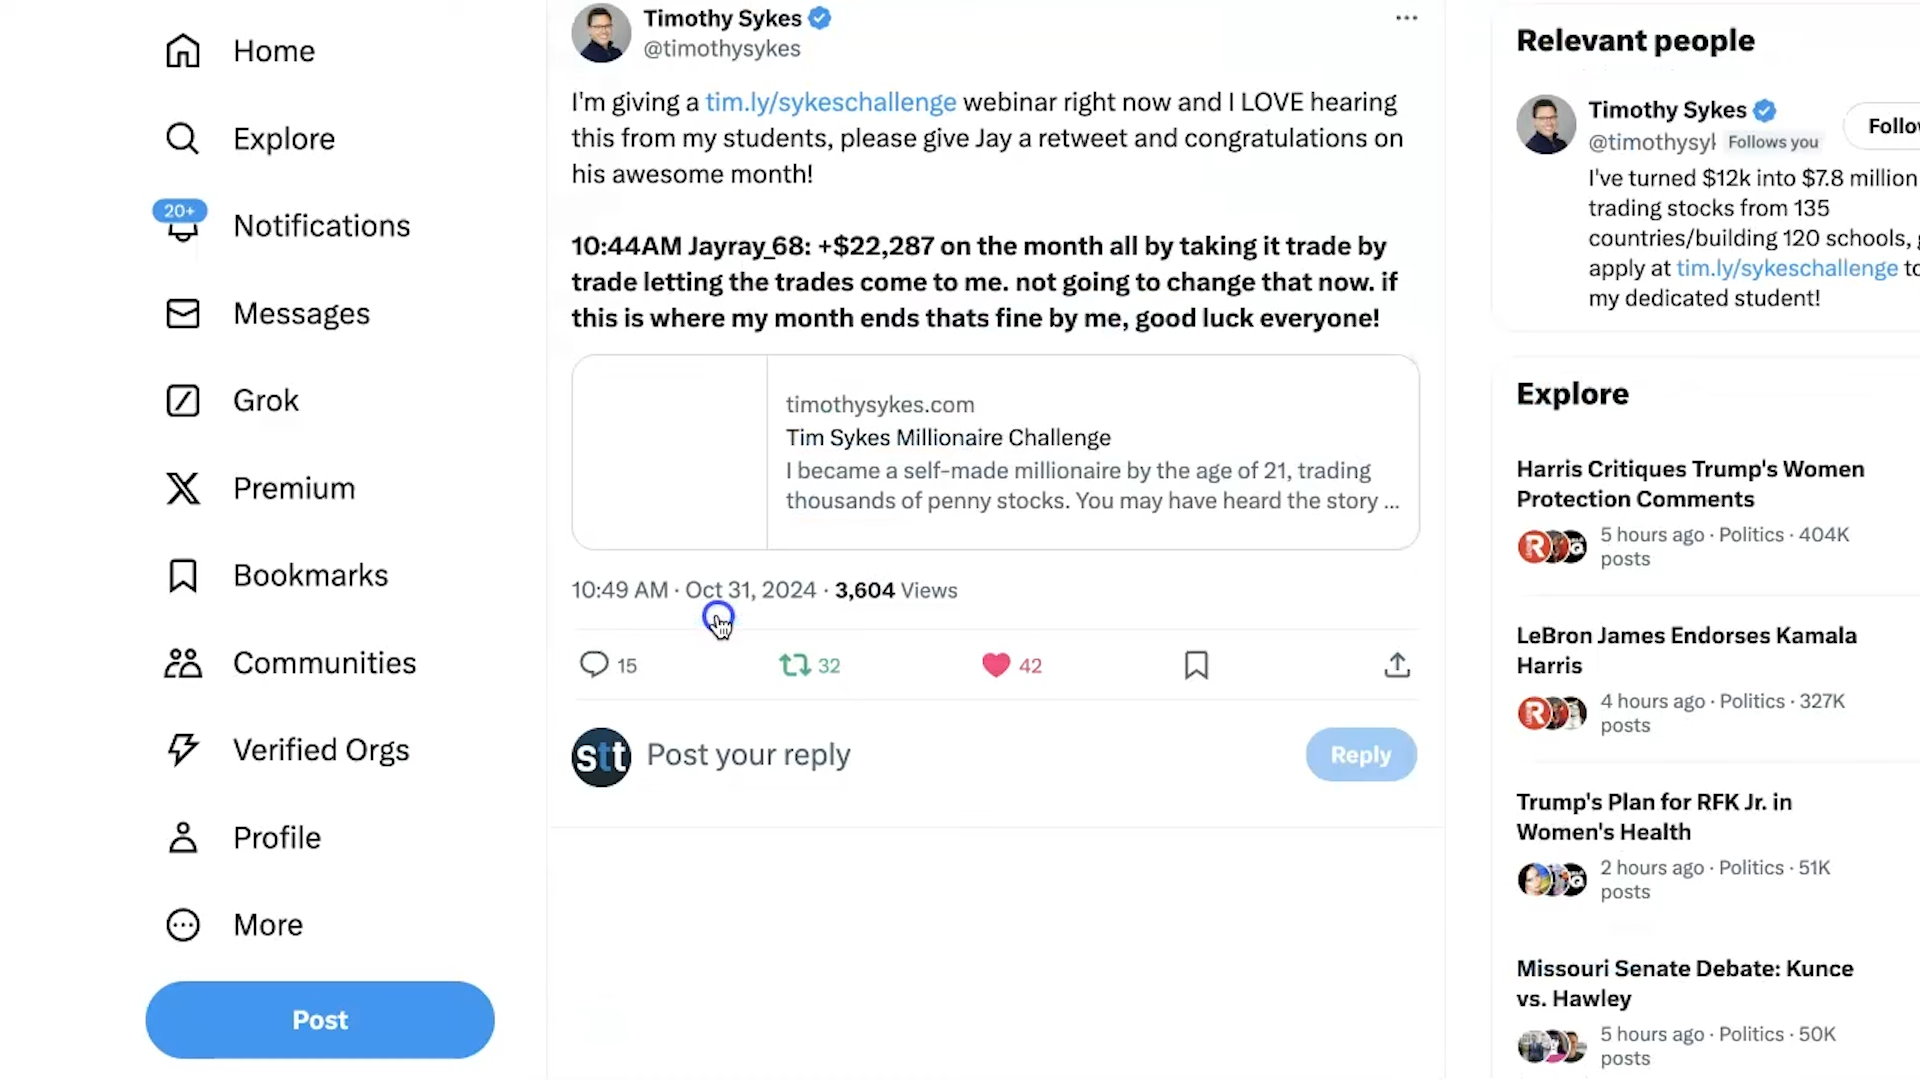 Home
Explore
20+
Notifications
Messages
Grok
Premium
Bookmarks
Communities
Verified Orgs
Profile
More
Post
Timothy Sykes
@timothysykes
I'm giving a tim.ly/sykeschallenge webinar right now and I LOVE hearing
this from my students, please give Jay a retweet and congratulations on
his awesome month!
10:44AM Jayray_68: +$22,287 on the month all by taking it trade by
trade letting the trades come to me. not going to change that now. if
this is where my month ends thats fine by me, good luck everyone!
timothysykes.com
Tim Sykes Millionaire Challenge
I became a self-made millionaire by the age of 21, trading
thousands of penny stocks. You may have heard the story ...
10:49 AM · Oct 31, 2024 · 3,604 Views
15 32 42
stt Post your reply Reply
Relevant people
Timothy Sykes
@timothysyk Follows you
Follo
I've turned $12k into $7.8 million
trading stocks from 135
countries/building 120 schools,
apply at tim.ly/sykeschallenge to
my dedicated student!
Explore
Harris Critiques Trump's Women
Protection Comments
5 hours ago · Politics · 404K
posts
LeBron James Endorses Kamala
Harris
4 hours ago · Politics · 327K
posts
Trump's Plan for RFK Jr. in
Women's Health
2 hours ago · Politics · 51K
posts
Missouri Senate Debate: Kunce
vs. Hawley
5 hours ago · Politics · 50K
posts